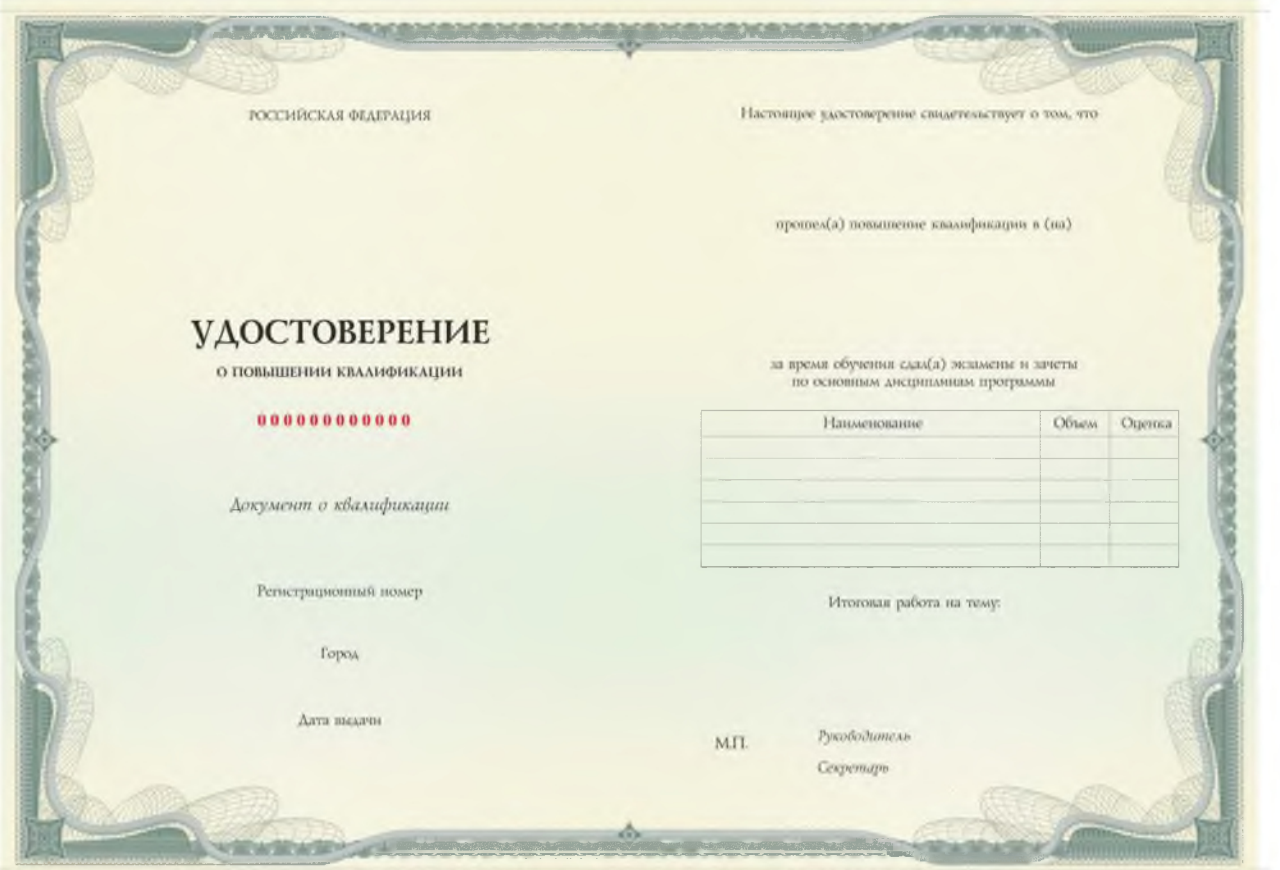 РОССИЙСКАЯ ФЕДЕРАЦИЯ
УДОСТОВЕРЕНИЕ
О ПОВЫШЕНИИ КВАЛИФИКАЦИИ
000000000000
Документ о квалификации
Регистрационный номер
Город
Дата выдачи
Настоящее удостоверение свидетельствует о том, что
прошел(а) повышение квалификации в (на)
за время обучения сдал(а) экзамены и зачеты
по основным дисциплинам программы
Наименование Объем Оценка
Итоговая работа на тему:
М.П. Руководитель
Секретарь